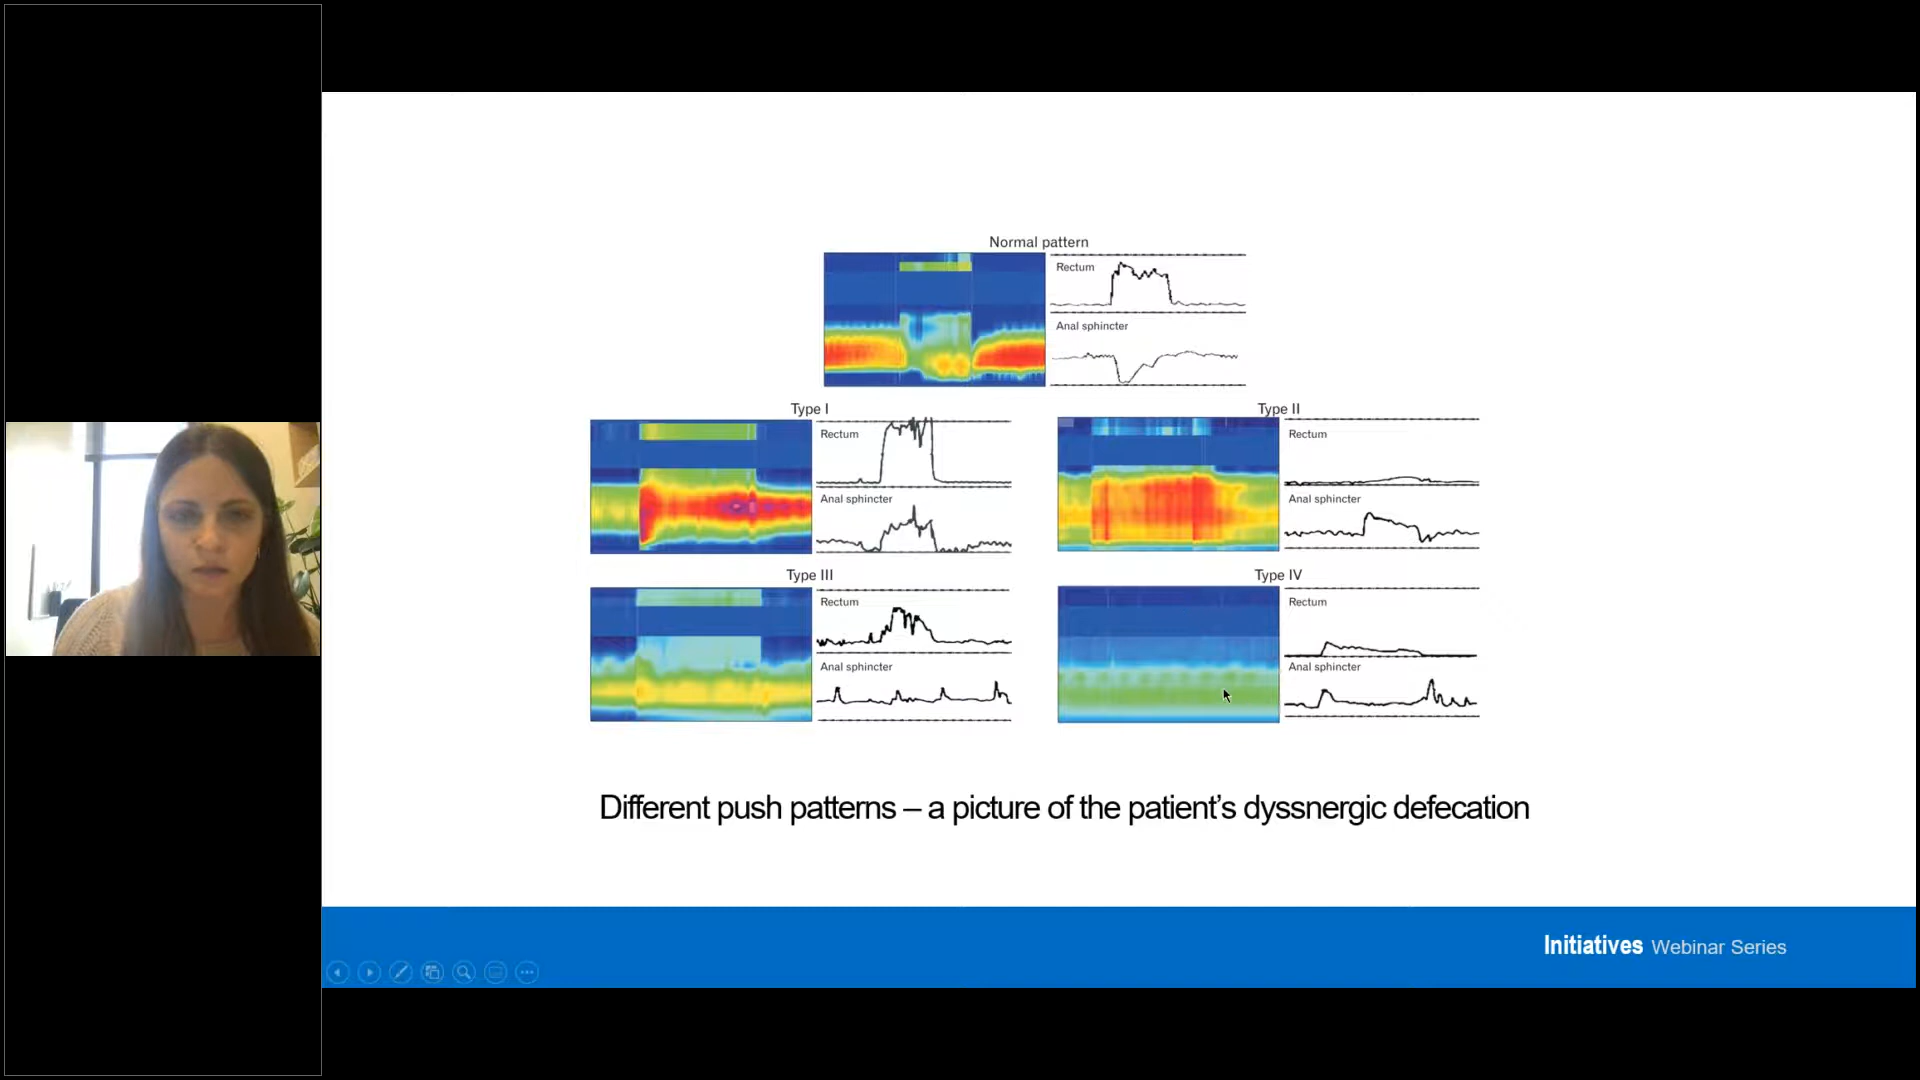 Normal pattern
Rectum
Anal sphincter
Type I
Rectum
Anal sphincter
Type II
Rectum
Anal sphincter
Type III
Rectum
Anal sphincter
Type IV
Rectum
Anal sphincter
Different push patterns – a picture of the patient’s dyssnergic defecation
Initiatives Webinar Series